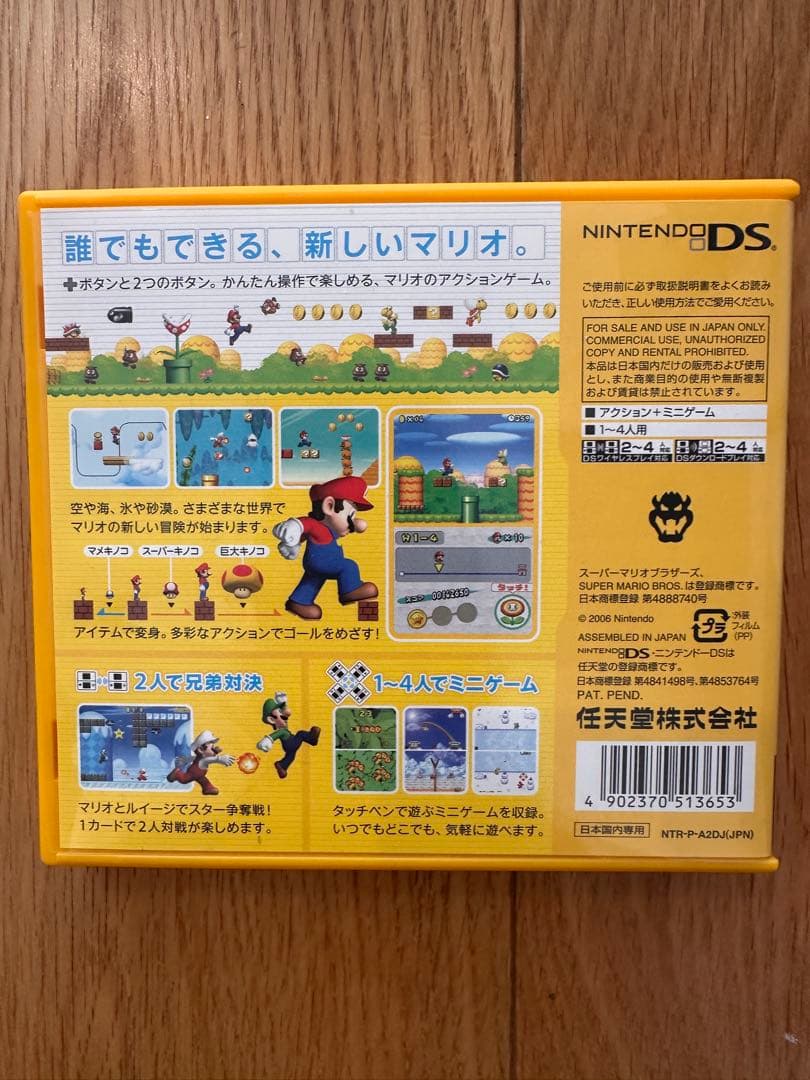 誰でもできる、新しいマリオ。
✚ボタンと2つのボタン。かんたん操作で楽しめる、マリオのアクションゲーム。
空や海、氷や砂漠。さまざまな世界で
マリオの新しい冒険が始まります。
マメキノコ スーパーキノコ 巨大キノコ
アイテムで変身。多彩なアクションでゴールをめざす!
×04 359
W1-4 ×10
タッチ!
スコア 00142650
2人で兄弟対決
マリオとルイージでスター争奪戦!
1カードで2人対戦が楽しめます。
1〜4人でミニゲーム
タッチペンで遊ぶミニゲームを収録。
いつでもどこでも、気軽に遊べます。
NINTENDO DS®
ご使用前に必ず取扱説明書をよくお読み
いただき、正しい使用方法でご愛用ください。
FOR SALE AND USE IN JAPAN ONLY.
COMMERCIAL USE, UNAUTHORIZED
COPY AND RENTAL PROHIBITED.
本品は日本国内だけの販売および使用
とし、また商業目的の使用や無断複製
および賃貸は禁止されています。
■アクション+ミニゲーム
■1〜4人用
2〜4人対応 2〜4人対応
DSワイヤレスプレイ対応 DSダウンロードプレイ対応
スーパーマリオブラザーズ、
SUPER MARIO BROS.は登録商標です。
日本商標登録 第4888740号
© 2006 Nintendo
ASSEMBLED IN JAPAN
プラ
外装
フィルム
(PP)
NINTENDO DS・ニンテンドーDSは
任天堂の登録商標です。
日本商標登録 第4841498号、第4853764号
PAT. PEND.
任天堂株式会社
4 902370 513653
日本国内専用 NTR-P-A2DJ(JPN)